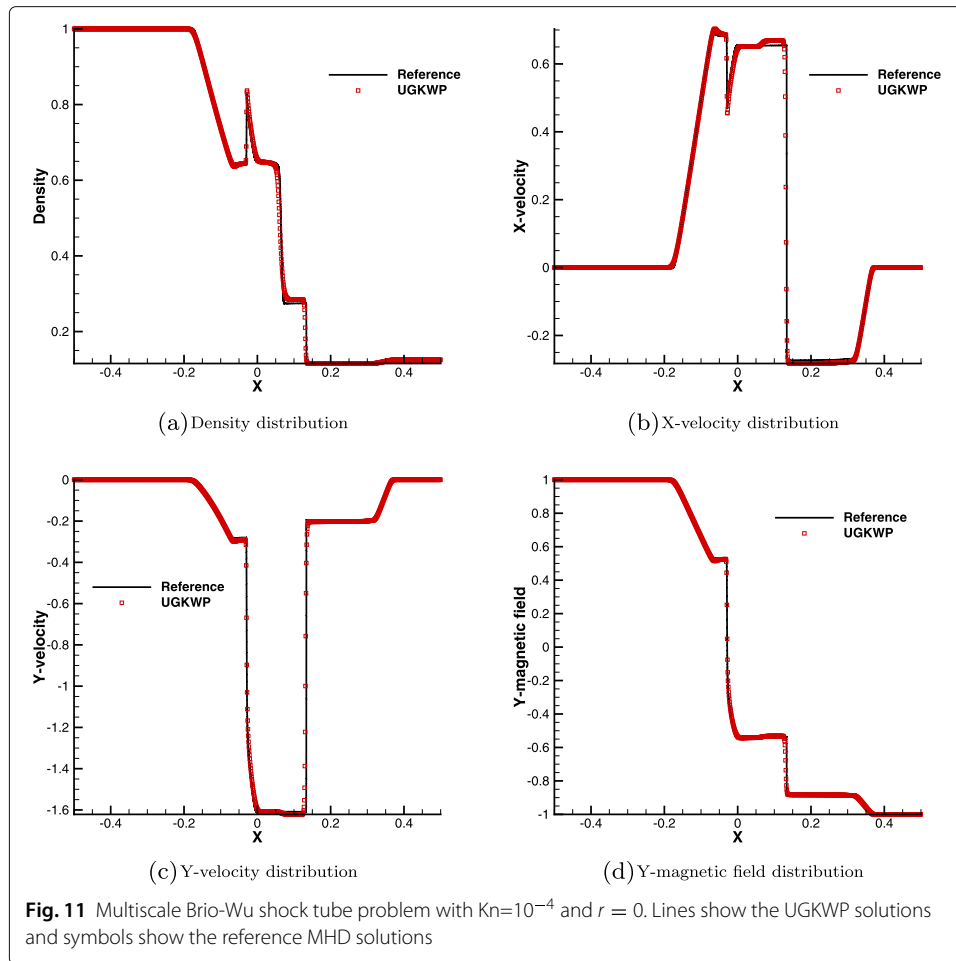 1
0.8
0.6
0.4
0.2
Density
Reference
UGKWP
-0.4 -0.2 0 0.2 0.4
X
(a) Density distribution
0.6
0.4
0.2
0
-0.2
X-velocity
Reference
UGKWP
-0.4 -0.2 0 0.2 0.4
X
(b) X-velocity distribution
0
-0.2
-0.4
-0.6
-0.8
-1
-1.2
-1.4
-1.6
Y-velocity
Reference
UGKWP
-0.4 -0.2 0 0.2 0.4
X
(c) Y-velocity distribution
1
0.8
0.6
0.4
0.2
0
-0.2
-0.4
-0.6
-0.8
-1
Y-magnetic field
Reference
UGKWP
-0.4 -0.2 0 0.2 0.4
X
(d) Y-magnetic field distribution
Fig. 11 Multiscale Brio-Wu shock tube problem with Kn=10⁻⁴ and r = 0. Lines show the UGKWP solutions
and symbols show the reference MHD solutions